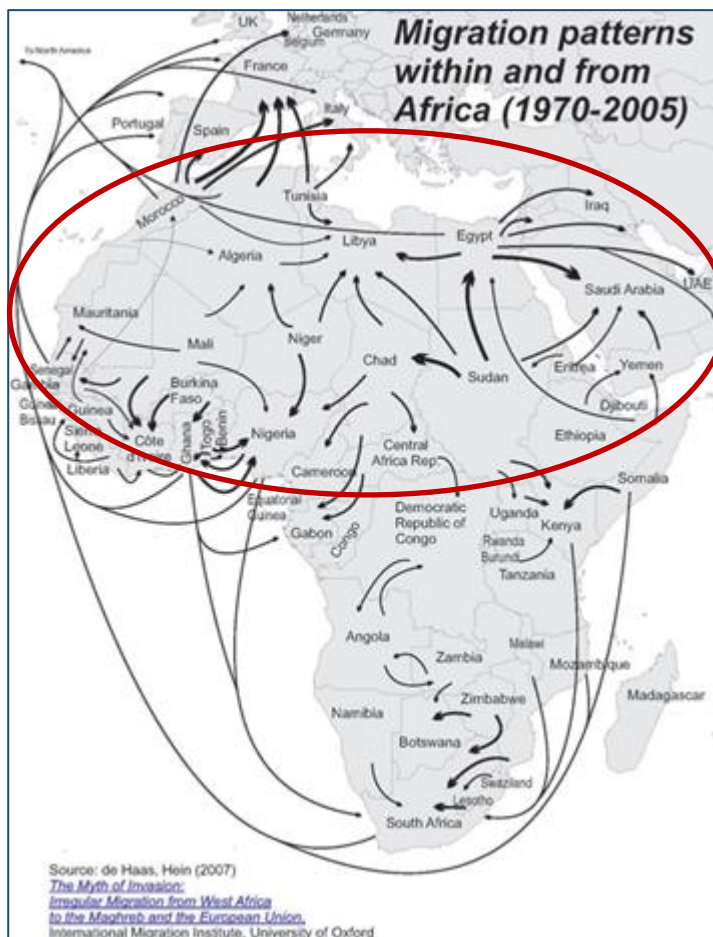 Migration patterns
within and from
Africa (1970-2005)
UK
Netherlands
Belgium
Germany
To North America
France
Portugal
Spain
Italy
Morocco
Tunisia
Algeria
Libya
Egypt
Iraq
UAE
Saudi Arabia
Mauritania
Mali
Niger
Chad
Sudan
Eritrea
Yemen
Djibouti
Ethiopia
Senegal
Gambia
Guinea
Bissau
Guinea
Sierra
Leone
Liberia
Burkina
Faso
Côte
d'Ivoire
Ghana
Togo
Benin
Nigeria
Cameroon
Central
Africa Rep.
Somalia
Equatorial
Guinea
Gabon
Congo
Democratic
Republic of
Congo
Uganda
Kenya
Rwanda
Burundi
Tanzania
Angola
Zambia
Malawi
Mozambique
Madagascar
Namibia
Zimbabwe
Botswana
Swaziland
Lesotho
South Africa
Source: de Haas, Hein (2007)
The Myth of Invasion:
Irregular Migration from West Africa
to the Maghreb and the European Union.
International Migration Institute, University of Oxford